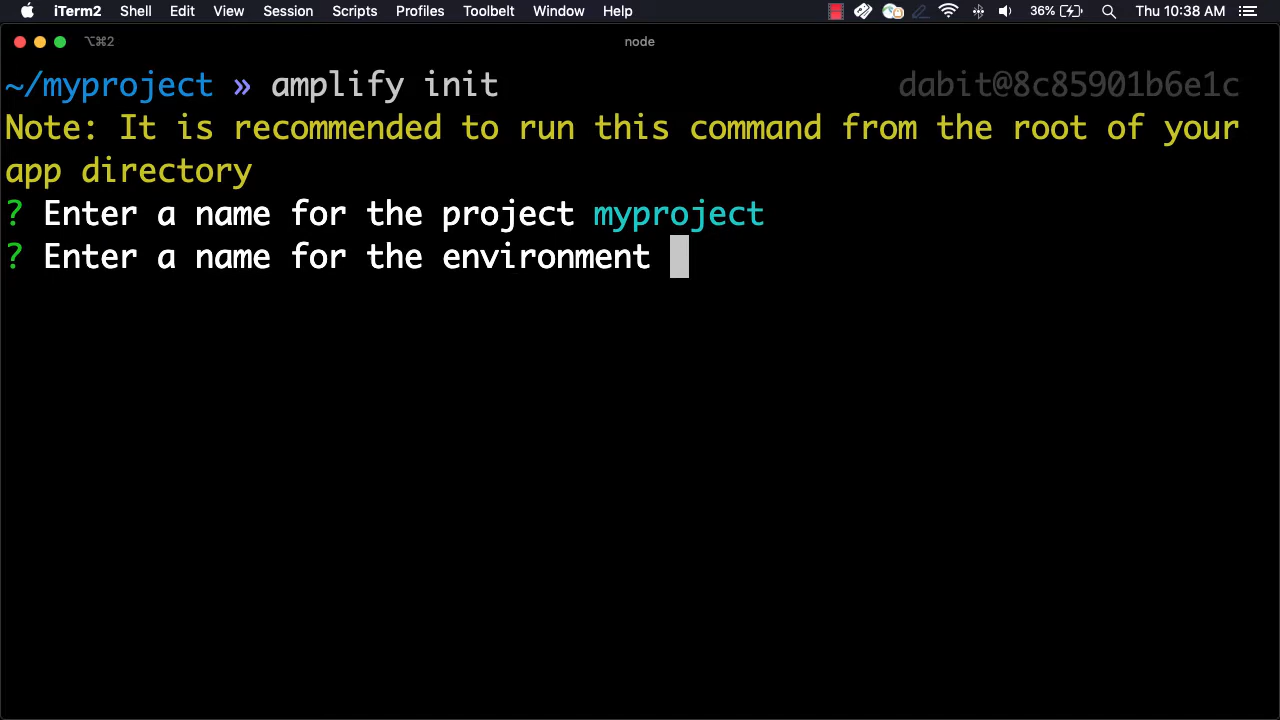 iTerm2 Shell Edit View Session Scripts Profiles Toolbelt Window Help 36% Thu 10:38 AM
⌥⌘2 node
~/myproject » amplify init dabit@8c85901b6e1c
Note: It is recommended to run this command from the root of your
app directory
? Enter a name for the project myproject
? Enter a name for the environment